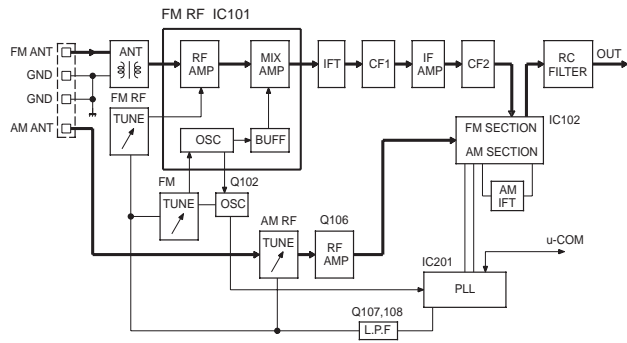 FM RF IC101
FM ANT
GND
GND
AM ANT
ANT
RF
AMP
MIX
AMP
IFT
CF1
IF
AMP
CF2
RC
FILTER
OUT
FM RF
TUNE
OSC
BUFF
FM SECTION
AM SECTION
IC102
FM
TUNE
Q102
OSC
AM
IFT
AM RF
TUNE
Q106
RF
AMP
u-COM
IC201
PLL
Q107,108
L.P.F